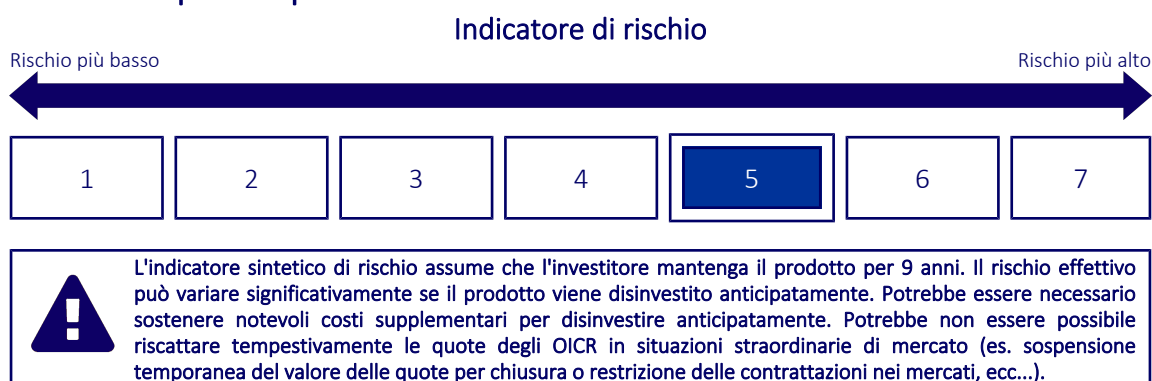 Indicatore di rischio
Rischio più basso Rischio più alto
1 2 3 4 5 6 7
L'indicatore sintetico di rischio assume che l'investitore mantenga il prodotto per 9 anni. Il rischio effettivo
può variare significativamente se il prodotto viene disinvestito anticipatamente. Potrebbe essere necessario
sostenere notevoli costi supplementari per disinvestire anticipatamente. Potrebbe non essere possibile
riscattare tempestivamente le quote degli OICR in situazioni straordinarie di mercato (es. sospensione
temporanea del valore delle quote per chiusura o restrizione delle contrattazioni nei mercati, ecc...).